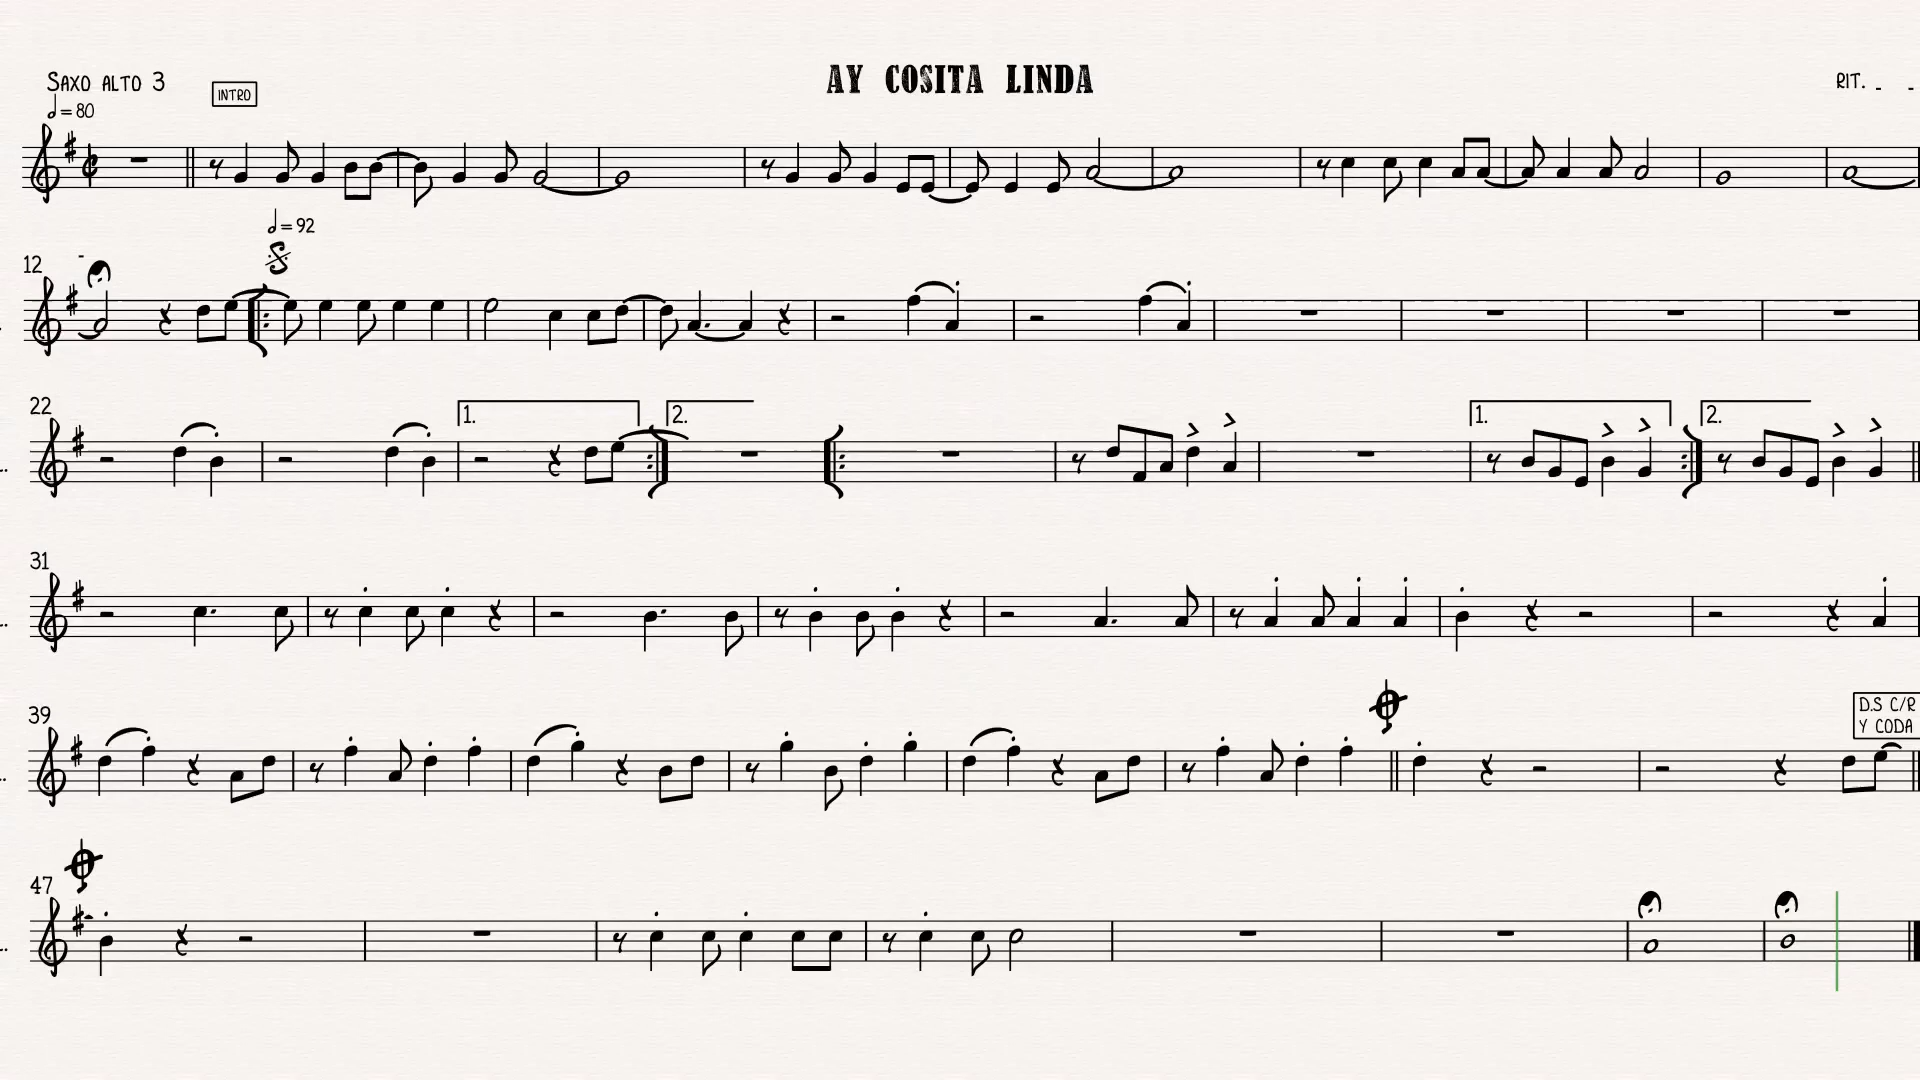 AY COSITA LINDA
SAXO ALTO 3
INTRO
RIT. - -
= 80
= 92
12
22
1.
2.
1.
2.
31
39
D.S C/R
Y CODA
47